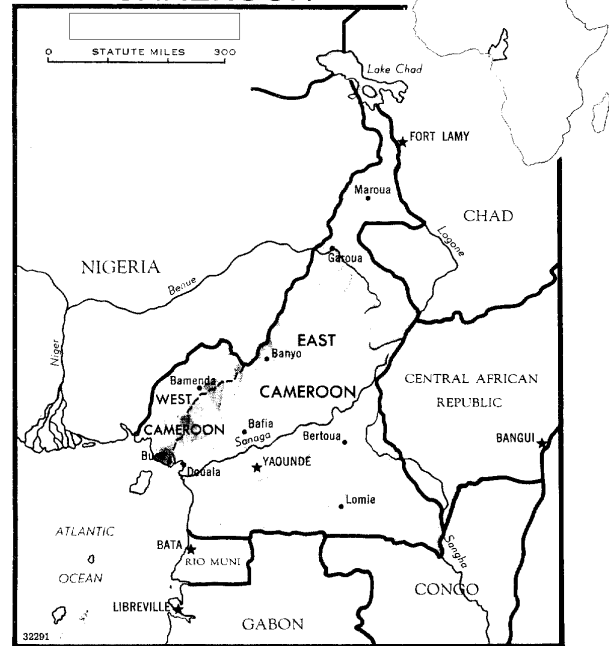 STATUTE MILES
0 300
Lake Chad
FORT LAMY
Maroua
CHAD
Logone
Garoua
NIGERIA
Benue
EAST
CAMEROON
Banyo
Niger
Bamenda
WEST
CAMEROON
CENTRAL AFRICAN
REPUBLIC
Bafia
Sanaga
Bertoua
BANGUI
YAOUNDÉ
Douala
Lomie
ATLANTIC
OCEAN
BATA
RIO MUNI
Sangha
CONGO
LIBREVILLE
GABON
32291